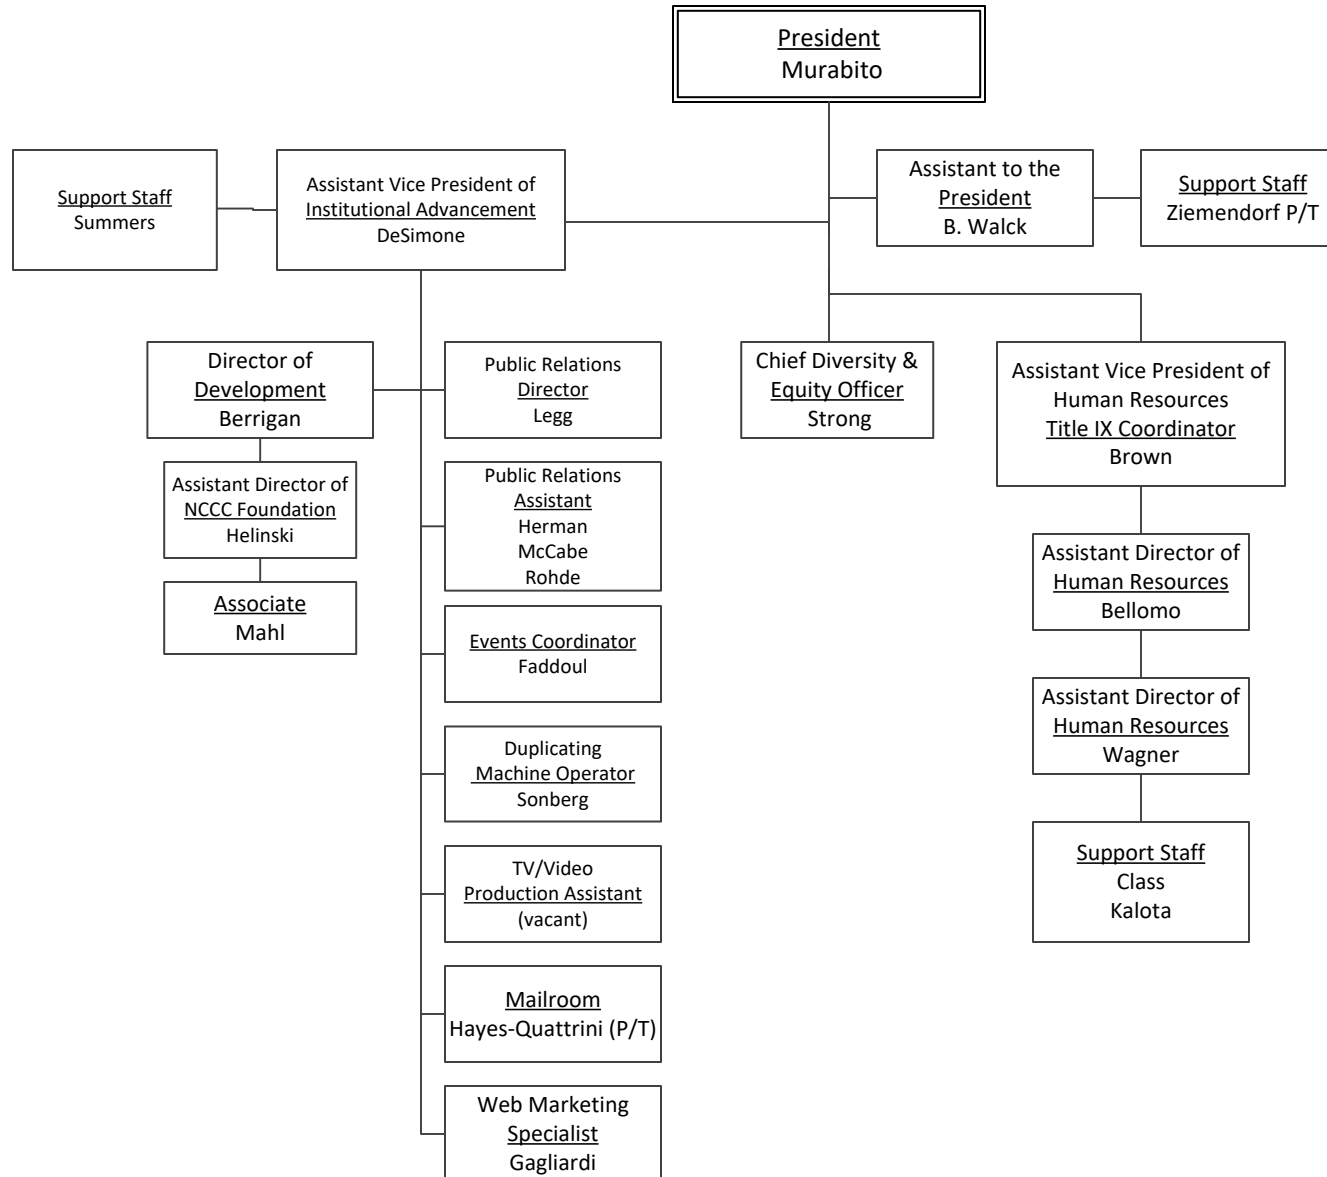 President
Murabito
Support Staff
Summers
Assistant Vice President of
Institutional Advancement
DeSimone
Assistant to the
President
B. Walck
Support Staff
Ziemendorf P/T
Director of
Development
Berrigan
Public Relations
Director
Legg
Chief Diversity &
Equity Officer
Strong
Assistant Vice President of
Human Resources
Title IX Coordinator
Brown
Assistant Director of
NCCC Foundation
Helinski
Public Relations
Assistant
Herman
McCabe
Rohde
Assistant Director of
Human Resources
Bellomo
Associate
Mahl
Events Coordinator
Faddoul
Assistant Director of
Human Resources
Wagner
Duplicating
Machine Operator
Sonberg
Support Staff
Class
Kalota
TV/Video
Production Assistant
(vacant)
Mailroom
Hayes-Quattrini (P/T)
Web Marketing
Specialist
Gagliardi